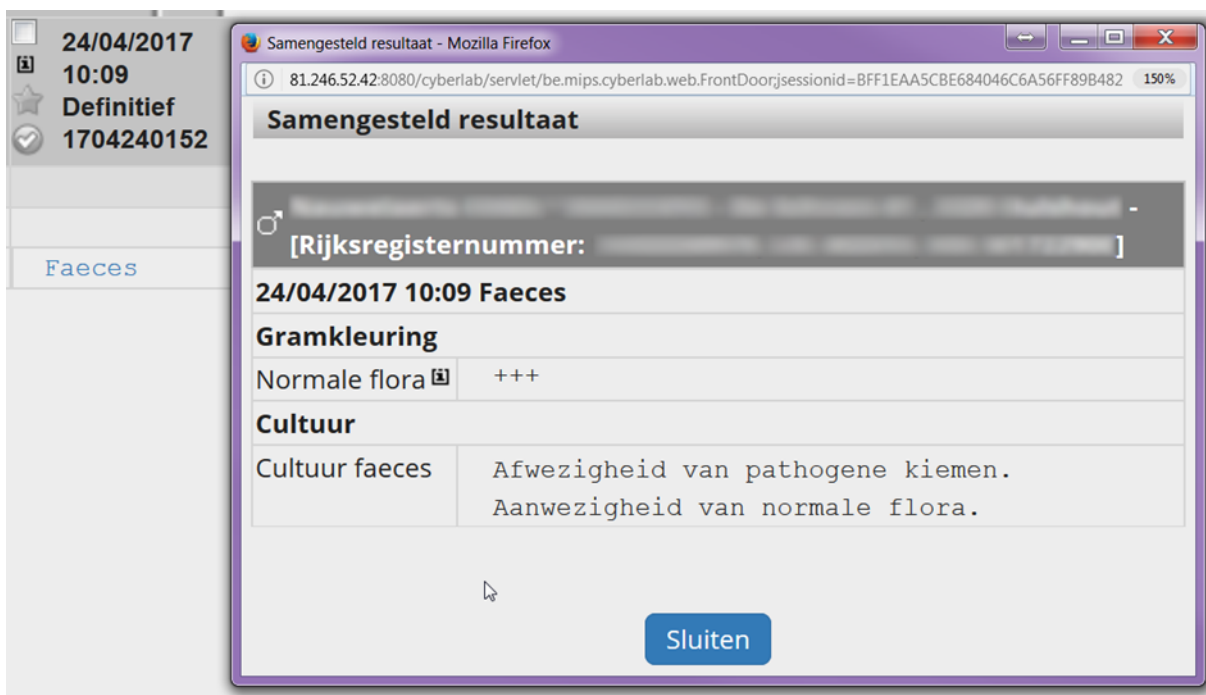 24/04/2017
10:09
Definitief
1704240152
Faeces
Samengesteld resultaat - Mozilla Firefox
81.246.52.42:8080/cyberlab/servlet/be.mips.cyberlab.web.FrontDoor;jsessionid=BFF1EAA5CBE684046C6A56FF89B482 150%
Samengesteld resultaat
-
[Rijksregisternummer: ]
24/04/2017 10:09 Faeces
Gramkleuring
Normale flora +++
Cultuur
Cultuur faeces Afwezigheid van pathogene kiemen.
Aanwezigheid van normale flora.
Sluiten